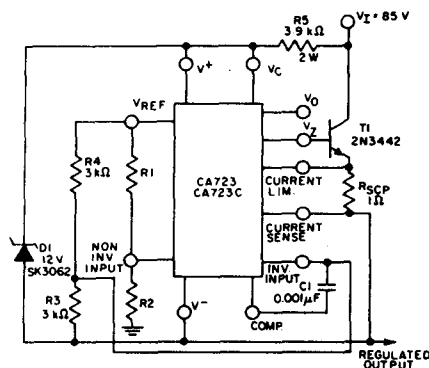 VI = 85 V
R5
3.9 kΩ
2 W
V+
VC
VREF
VO
VZ
T1
2N3442
R4
3kΩ
R1
CA723
CA723C
CURRENT
LIM.
RSCP
1Ω
CURRENT
SENSE
D1
12 V
SK3062
NON
INV
INPUT
INV.
INPUT
C1
0.001μF
R3
3 kΩ
R2
V-
COMP.
REGULATED
OUTPUT